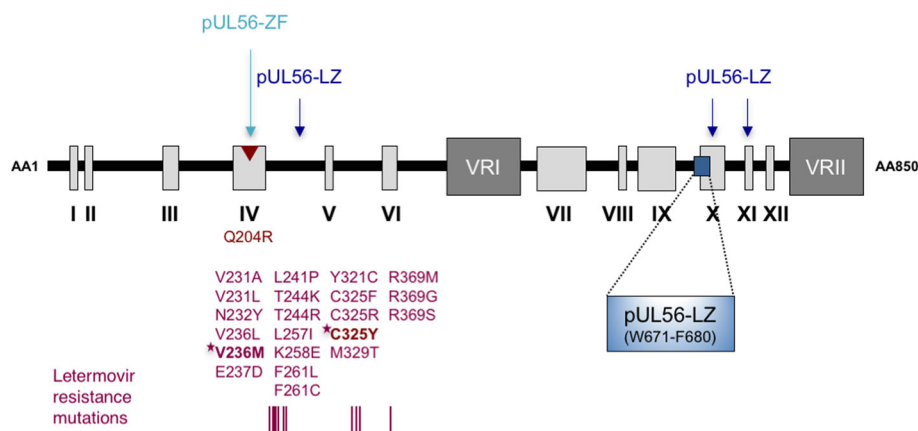 pUL56-ZF
pUL56-LZ
pUL56-LZ
AA1
VRI
VRII
AA850
I II III IV V VI VII VIII IX X XI XII
Q204R
V231A L241P Y321C R369M
V231L T244K C325F R369G
N232Y T244R C325R R369S
V236L L257I *C325Y
*V236M K258E M329T
E237D F261L
F261C
pUL56-LZ
(W671-F680)
Letermovir
resistance
mutations